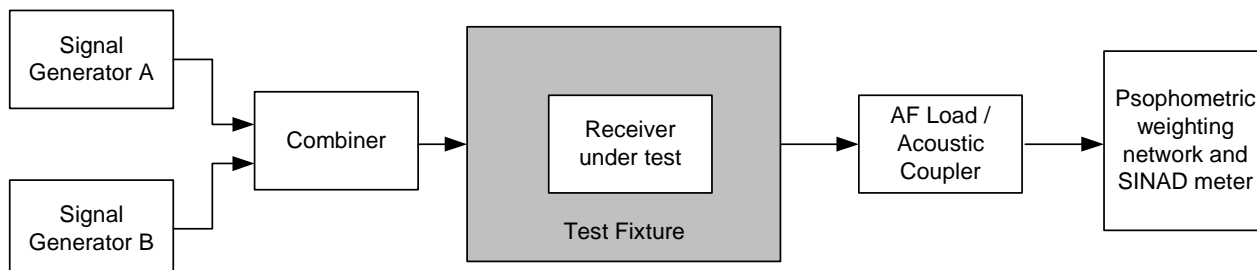 Signal
Generator A
Signal
Generator B
Combiner
Receiver
under test
Test Fixture
AF Load /
Acoustic
Coupler
Psophometric
weighting
network and
SINAD meter